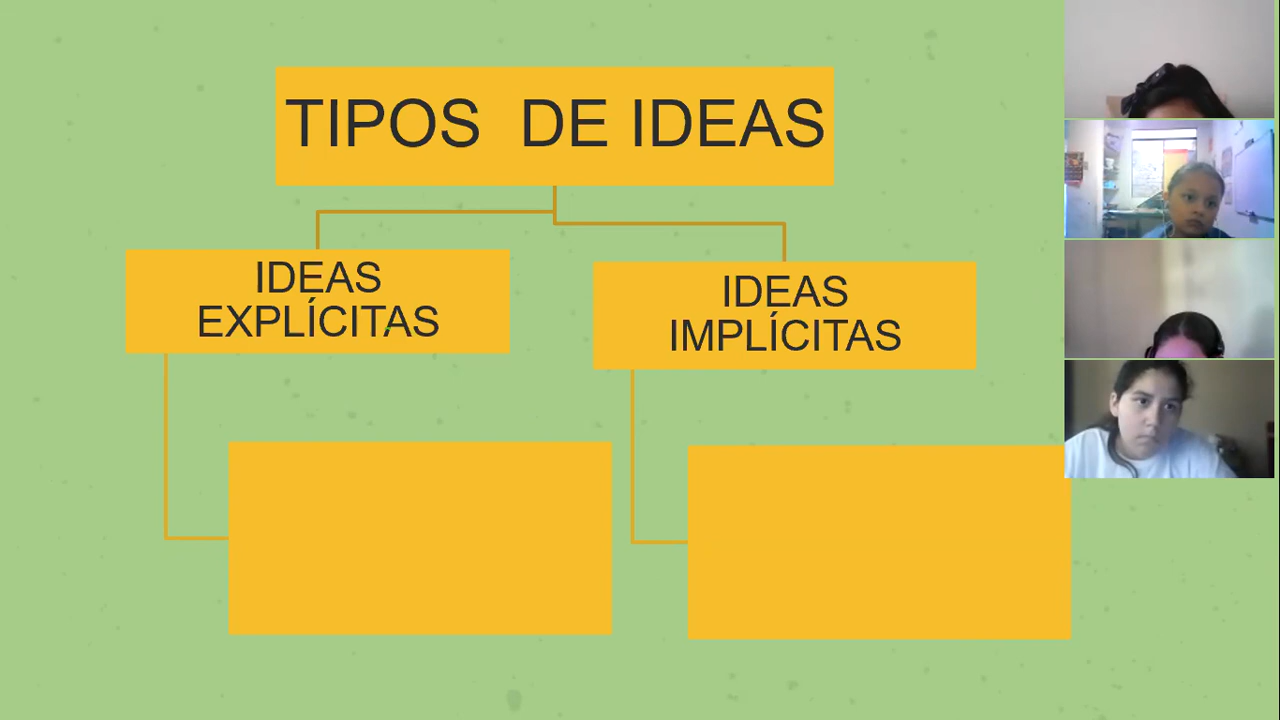 TIPOS DE IDEAS
IDEAS
EXPLÍCITAS
IDEAS
IMPLÍCITAS